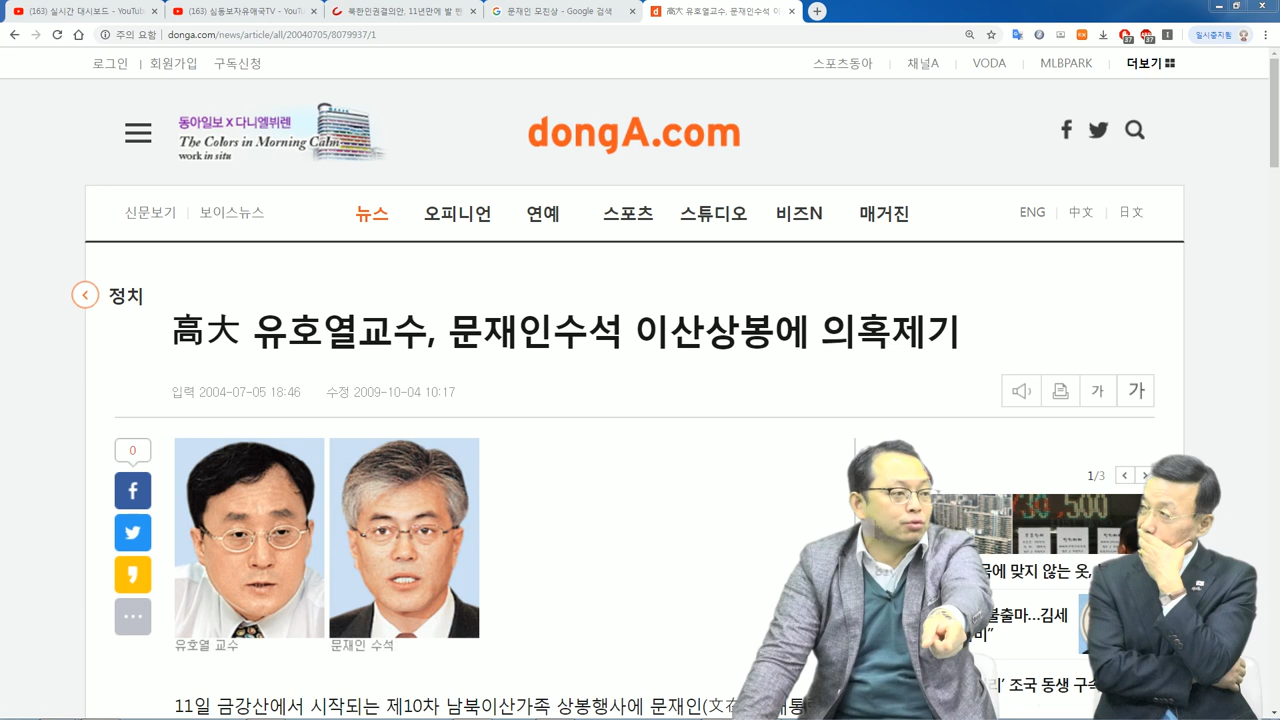 (163) 실시간 대시보드 - YouTub
(163) 심동보자유애국TV - YouTu
북한인권결의안, 11년만에 발 빈
문재인 모친상 - Google 검색
高大 유호열교수, 문재인수석 이
주의 요함 | donga.com/news/article/all/20040705/8079937/1
일시중지됨
로그인 | 회원가입 구독신청
스포츠동아 | 채널A | VODA | MLBPARK | 더보기
동아일보 X 다니엘뷔렌
The Colors in Morning Calm
work in situ
dongA.com
신문보기 | 보이스뉴스
뉴스 오피니언 연예 스포츠 스튜디오 비즈N 매거진
ENG | 中文 | 日文
정치
高大 유호열교수, 문재인수석 이산상봉에 의혹제기
입력 2004-07-05 18:46 수정 2009-10-04 10:17
가 가
0
1/3
유호열 교수
문재인 수석
에 맞지 않는 옷,
불출마...김세
조국 동생 구속
11일 금강산에서 시작되는 제10차 남북이산가족 상봉행사에 문재인(文在